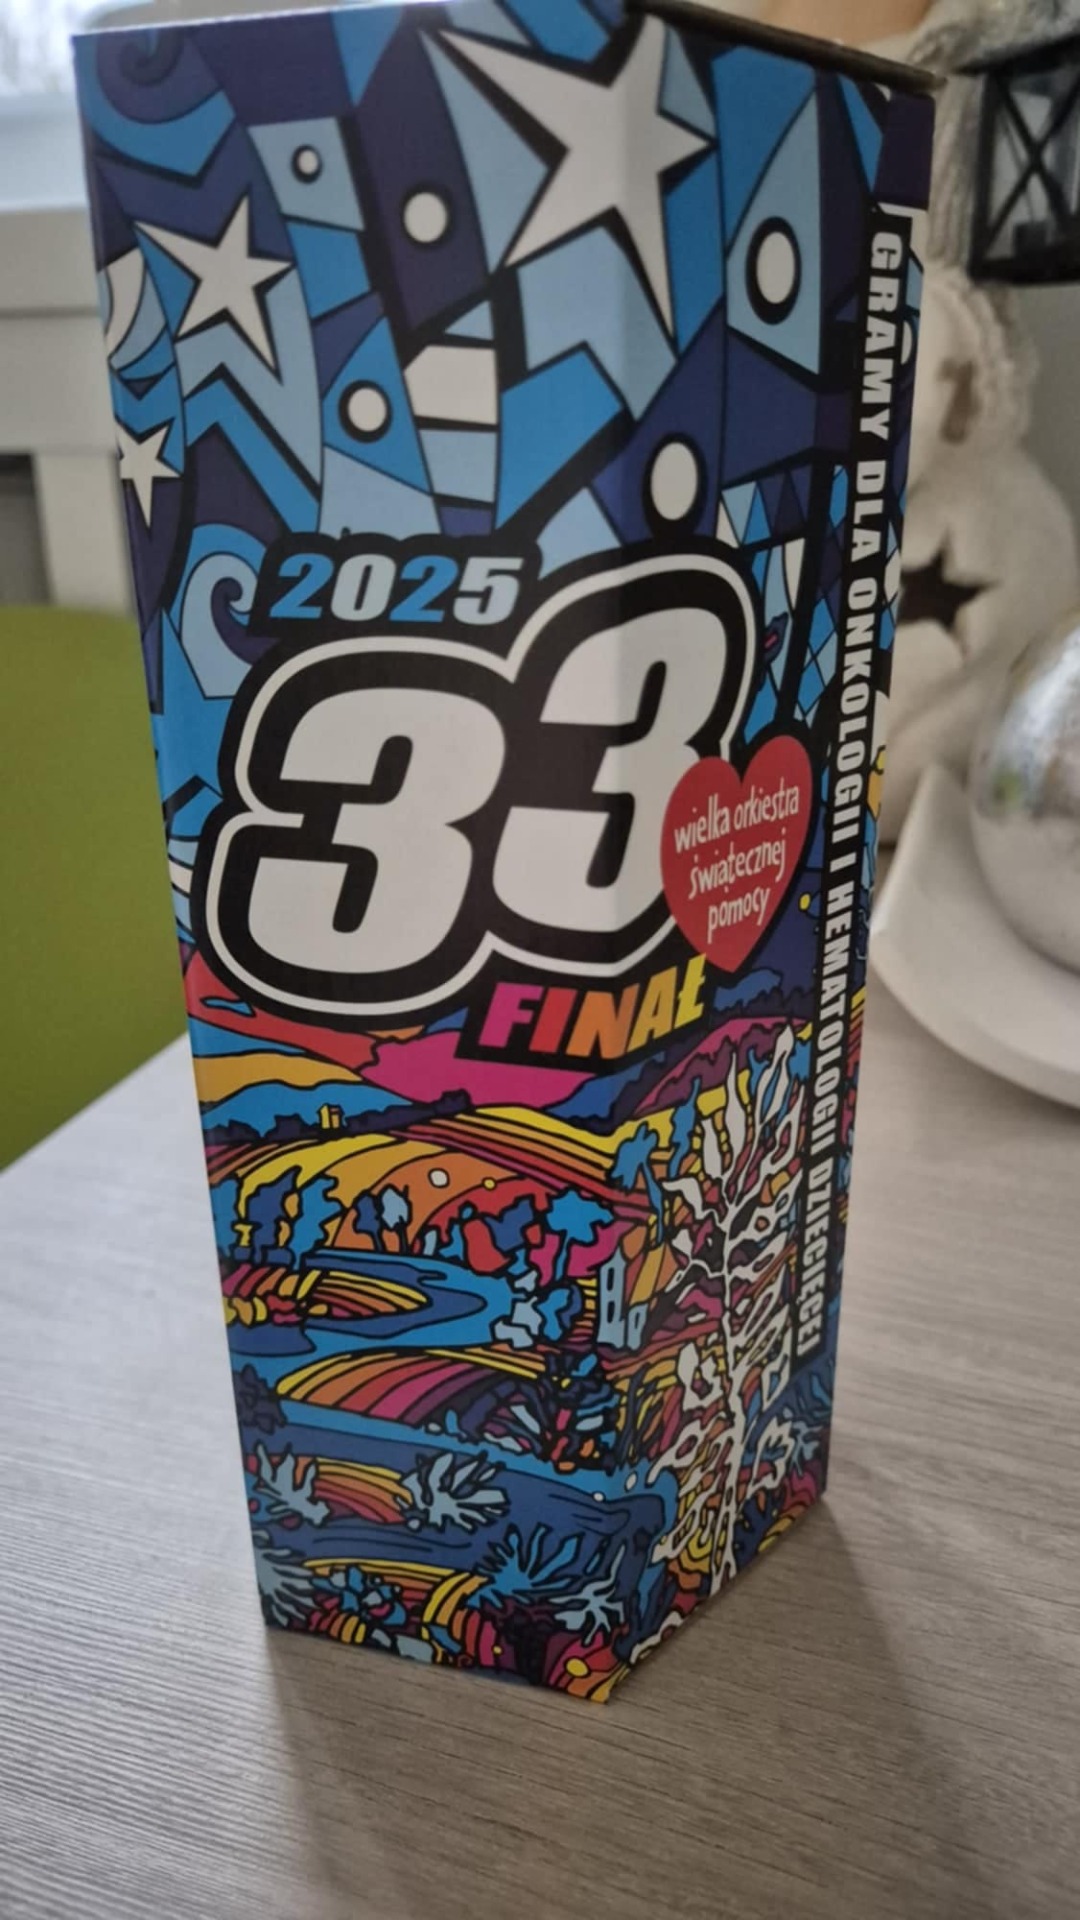 2025
33
wielka orkiestra
świątecznej
pomocy
FINAŁ
GRAMY DLA ONKOLOGII I HEMATOLOGII DZIECIĘCEJ